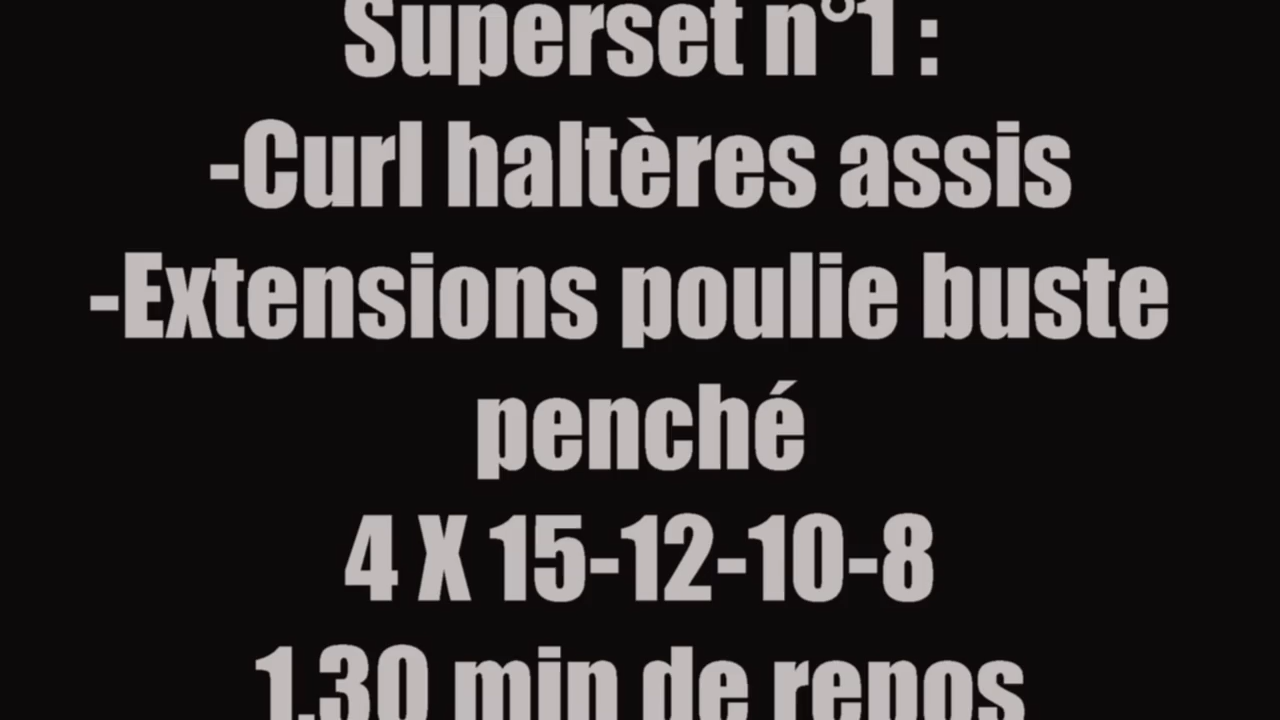 Superset n°1 :
-Curl haltères assis
-Extensions poulie buste
penché
4 X 15-12-10-8
1.30 min de repos